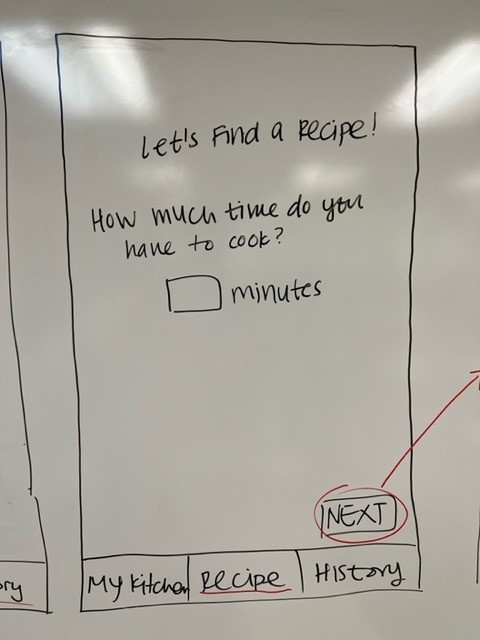 Let's Find a Recipe!
How much time do you
have to cook?
minutes
NEXT
My Kitchen Recipe History
ory